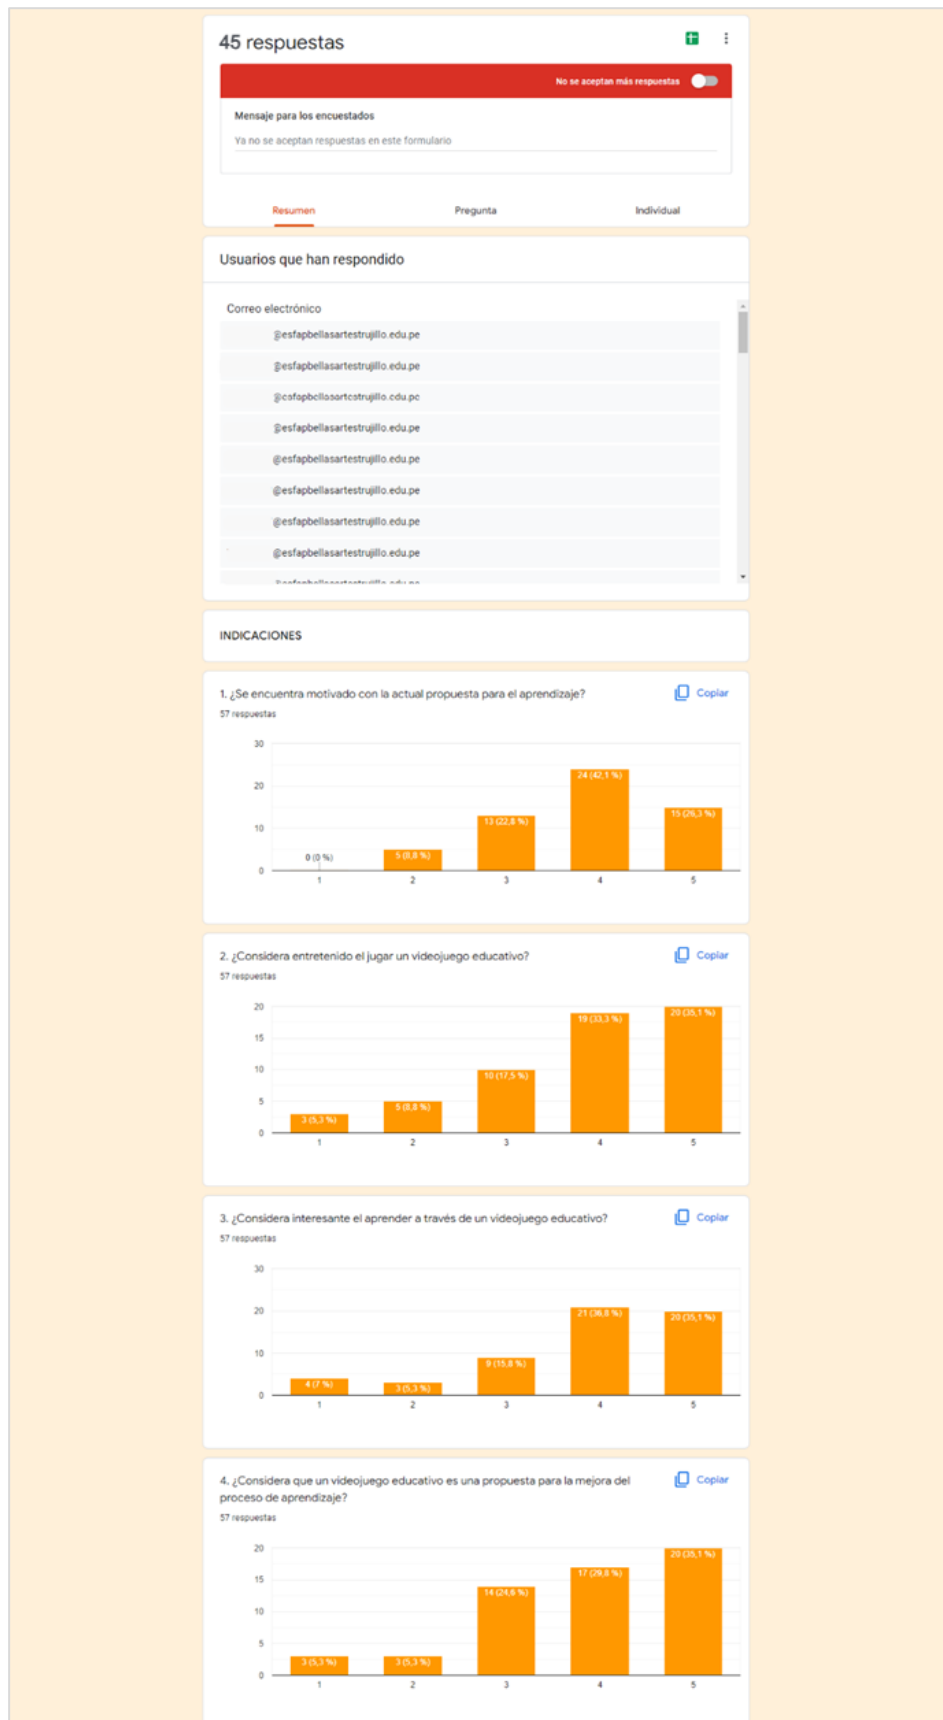 45 respuestas
No se aceptan más respuestas
Mensaje para los encuestados
Ya no se aceptan respuestas en este formulario
Resumen Pregunta Individual
Usuarios que han respondido
Correo electrónico
@esfapbellasartestrujillo.edu.pe
@esfapbellasartestrujillo.edu.pe
@esfapbellasartestrujillo.edu.pe
@esfapbellasartestrujillo.edu.pe
@esfapbellasartestrujillo.edu.pe
@esfapbellasartestrujillo.edu.pe
@esfapbellasartestrujillo.edu.pe
@esfapbellasartestrujillo.edu.pe
INDICACIONES
1. ¿Se encuentra motivado con la actual propuesta para el aprendizaje?
Copiar
57 respuestas
30
20
10
0
0 (0 %)
5 (8,8 %)
13 (22,8 %)
24 (42,1 %)
15 (26,3 %)
1 2 3 4 5
2. ¿Considera entretenido el jugar un videojuego educativo?
Copiar
57 respuestas
20
15
10
5
0
3 (5,3 %)
5 (8,8 %)
10 (17,5 %)
19 (33,3 %)
20 (35,1 %)
1 2 3 4 5
3. ¿Considera interesante el aprender a través de un videojuego educativo?
Copiar
57 respuestas
30
20
10
0
4 (7 %)
3 (5,3 %)
9 (15,8 %)
21 (36,8 %)
20 (35,1 %)
1 2 3 4 5
4. ¿Considera que un videojuego educativo es una propuesta para la mejora del
proceso de aprendizaje?
Copiar
57 respuestas
20
15
10
5
0
3 (5,3 %)
3 (5,3 %)
14 (24,6 %)
17 (29,8 %)
20 (35,1 %)
1 2 3 4 5